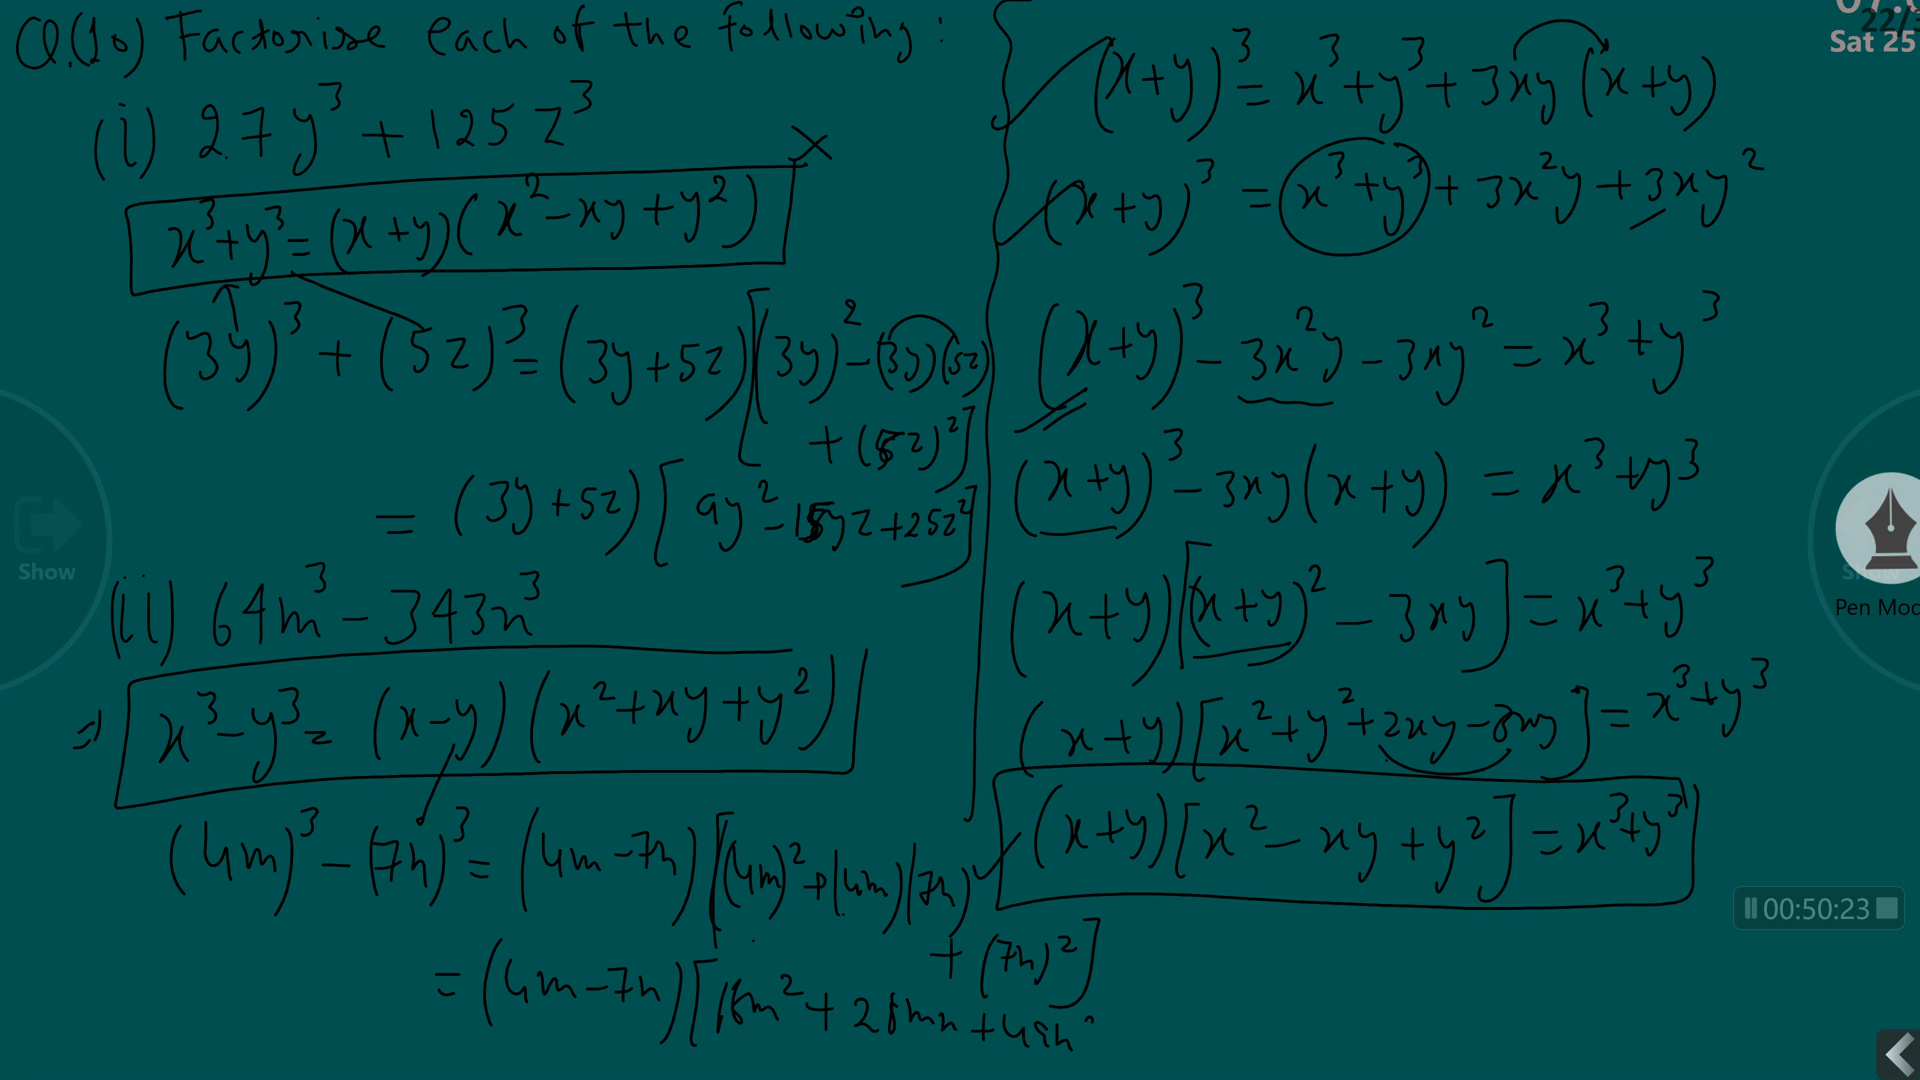 Q.(10) Factorise each of the following:
(i) 27y³ + 125z³
x³+y³ = (x+y)(x²-xy+y²)
(3y)³ + (5z)³ = (3y+5z)[(3y)² - (3y)(5z)
+ (5z)²]
= (3y+5z)[9y² - 15yz + 25z²]
(ii) 64m³ - 343n³
⇒ x³-y³ = (x-y)(x²+xy+y²)
(4m)³ - (7n)³ = (4m-7n)[(4m)² + (4m)(7n)
+ (7n)²]
= (4m-7n)[16m² + 28mn + 49n²
(x+y)³ = x³+y³+3xy(x+y)
(x+y)³ = x³+y³+3x²y+3xy²
(x+y)³ - 3x²y - 3xy² = x³+y³
(x+y)³ - 3xy(x+y) = x³+y³
(x+y)[(x+y)² - 3xy] = x³+y³
(x+y)[x²+y²+2xy-3xy] = x³+y³
(x+y)[x²-xy+y²] = x³+y³
Sat 25
Show
Pen Mod
00:50:23